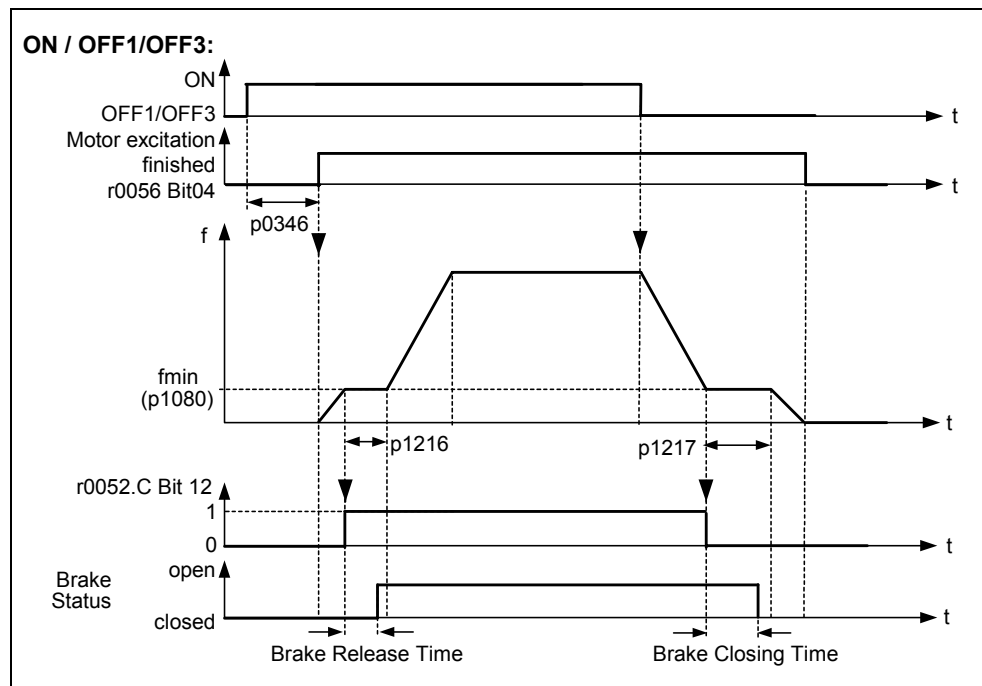 ON / OFF1/OFF3:
ON
OFF1/OFF3
t
Motor excitation
finished
r0056 Bit04
t
p0346
f
fmin
(p1080)
t
p1216
p1217
r0052.C Bit 12
1
0
t
open
Brake
Status
closed
t
Brake Release Time
Brake Closing Time